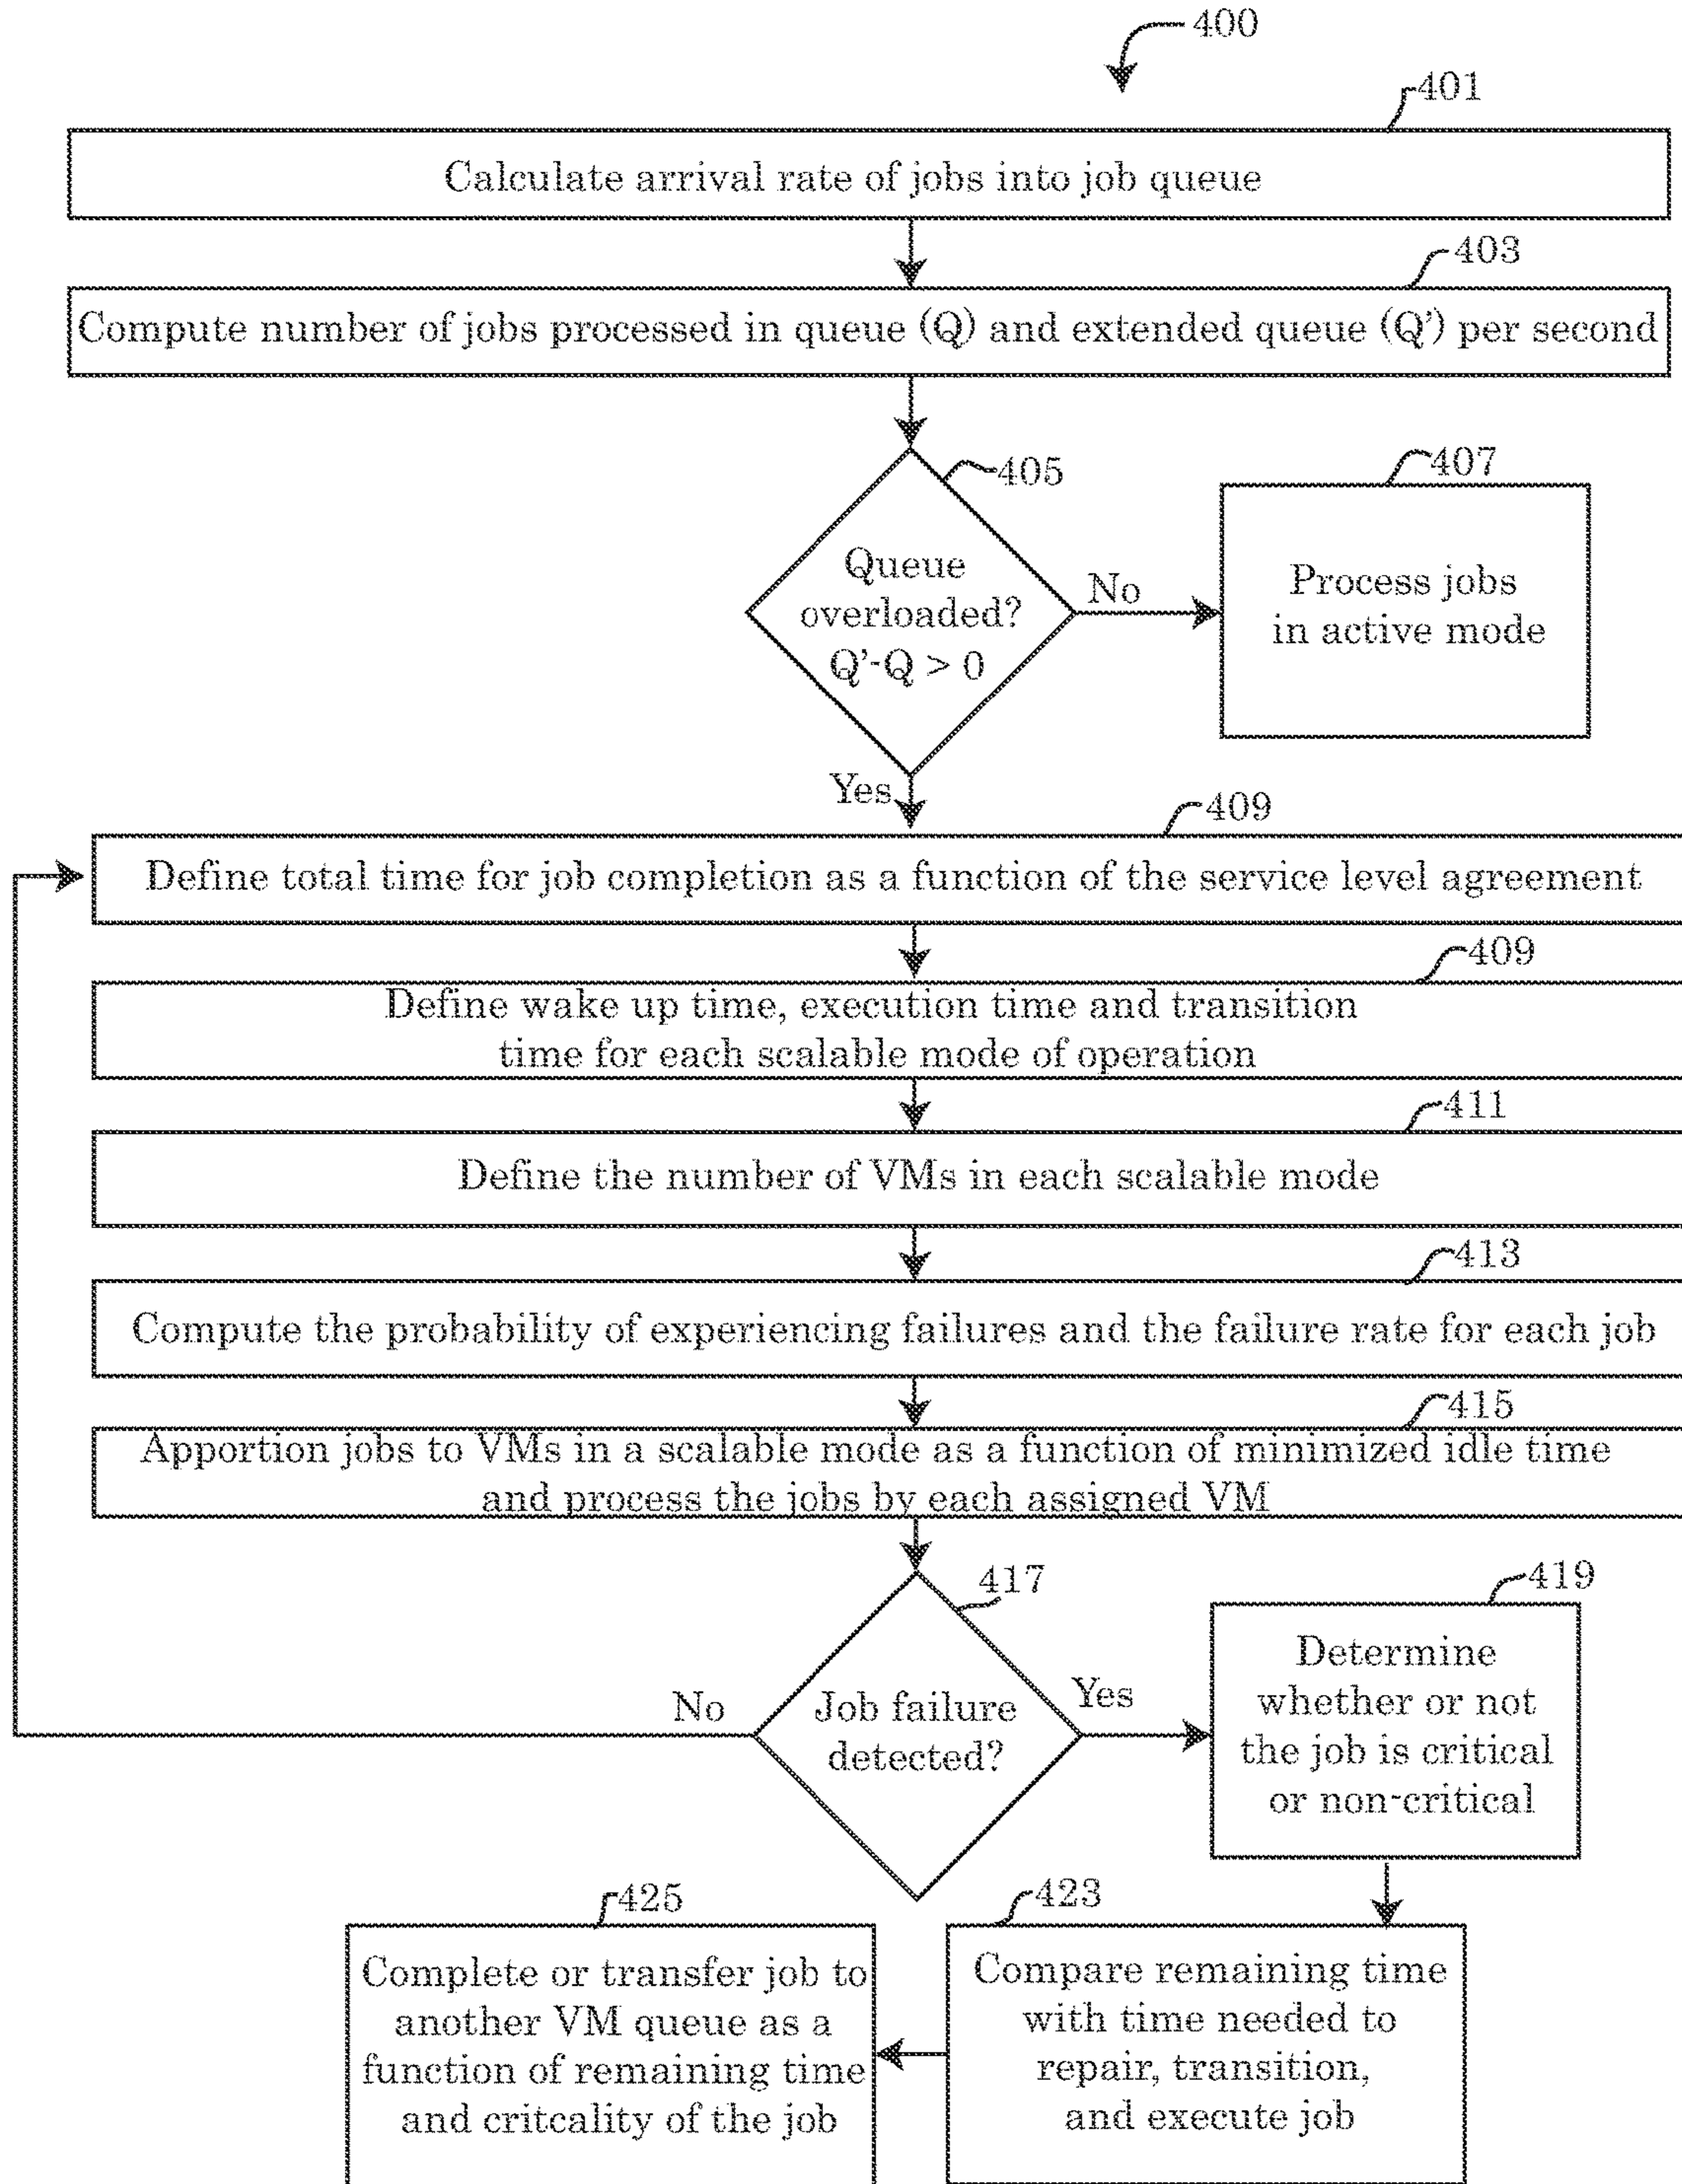 400
401
Calculate arrival rate of jobs into job queue
403
Compute number of jobs processed in queue (Q) and extended queue (Q') per second
405
Queue
overloaded?
Q'-Q > 0
No
407
Process jobs
in active mode
Yes
409
Define total time for job completion as a function of the service level agreement
409
Define wake up time, execution time and transition
time for each scalable mode of operation
411
Define the number of VMs in each scalable mode
413
Compute the probability of experiencing failures and the failure rate for each job
415
Apportion jobs to VMs in a scalable mode as a function of minimized idle time
and process the jobs by each assigned VM
417
Job failure
detected?
No
Yes
419
Determine
whether or not
the job is critical
or non-critical
423
Compare remaining time
with time needed to
repair, transition,
and execute job
425
Complete or transfer job to
another VM queue as a
function of remaining time
and critcality of the job